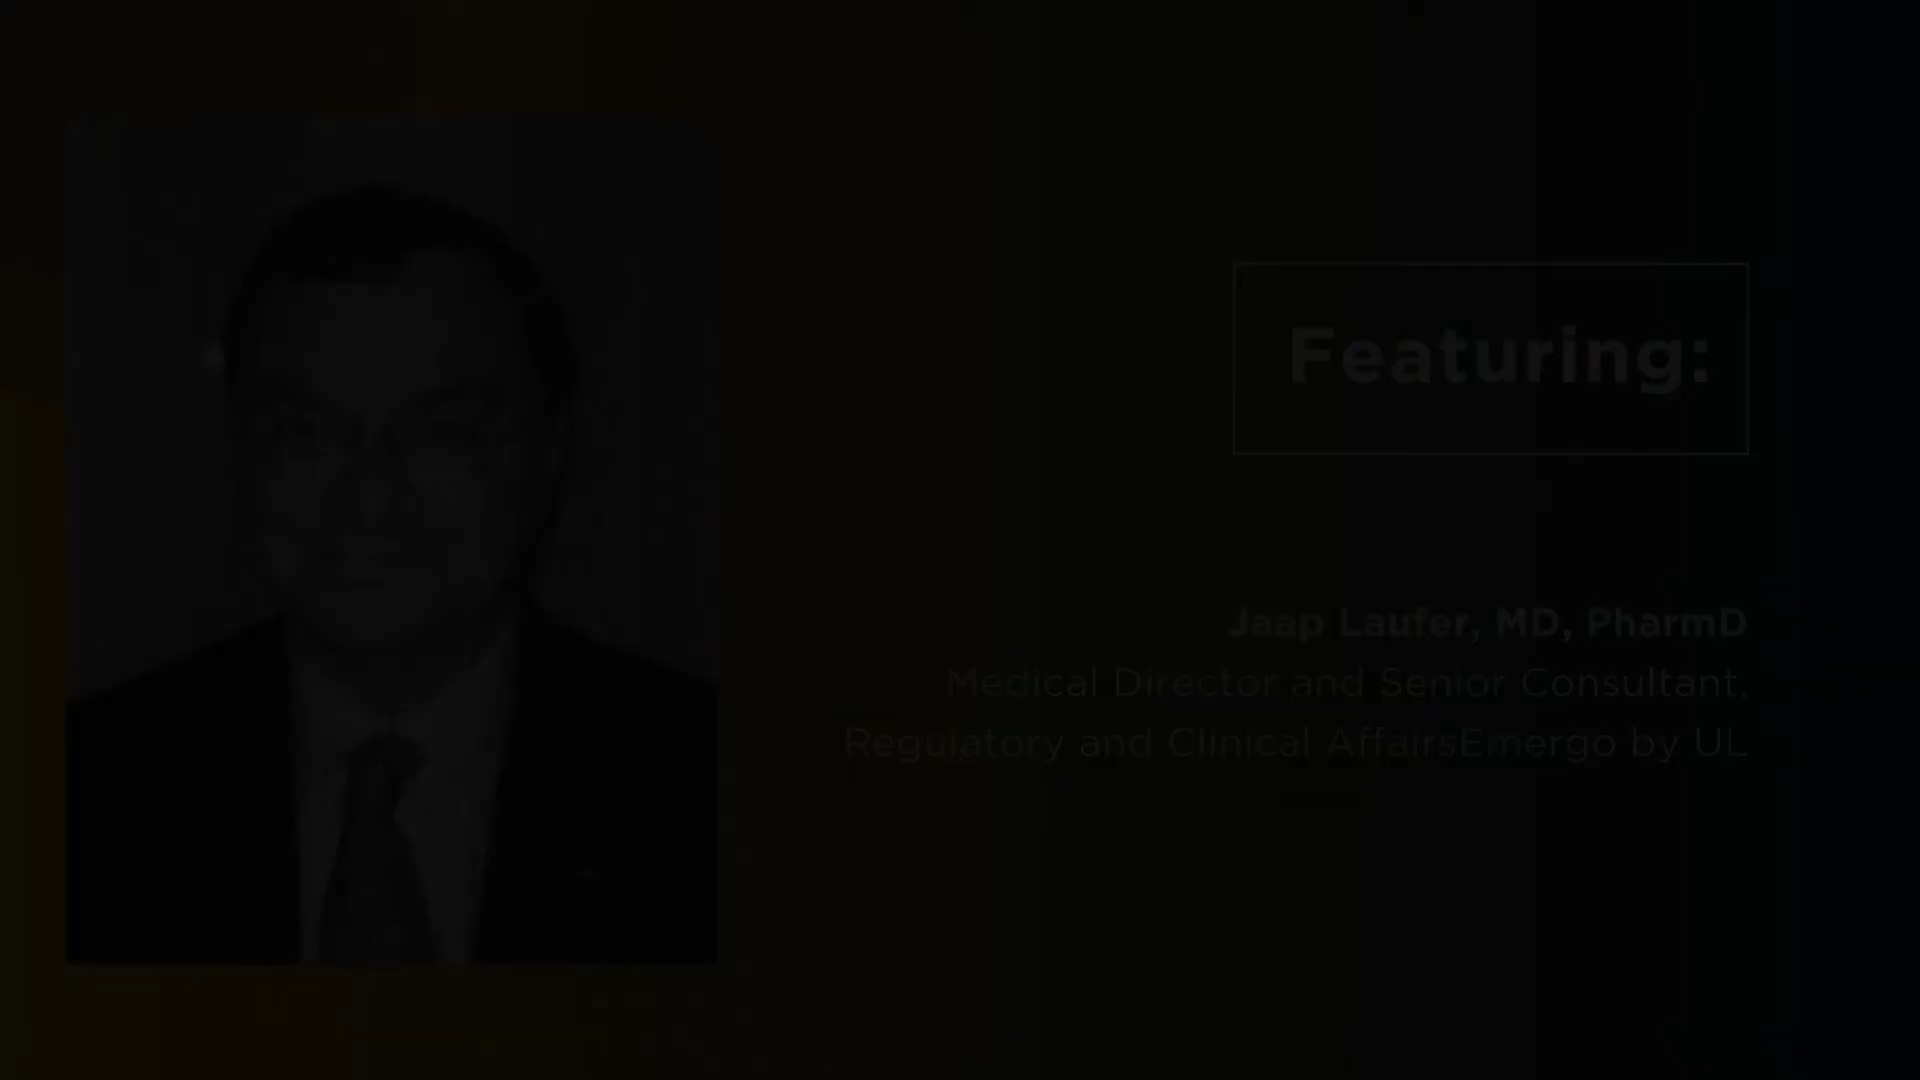 Featuring:
Jaap Laufer, MD, PharmD
Medical Director and Senior Consultant,
Regulatory and Clinical AffairsEmergo by UL